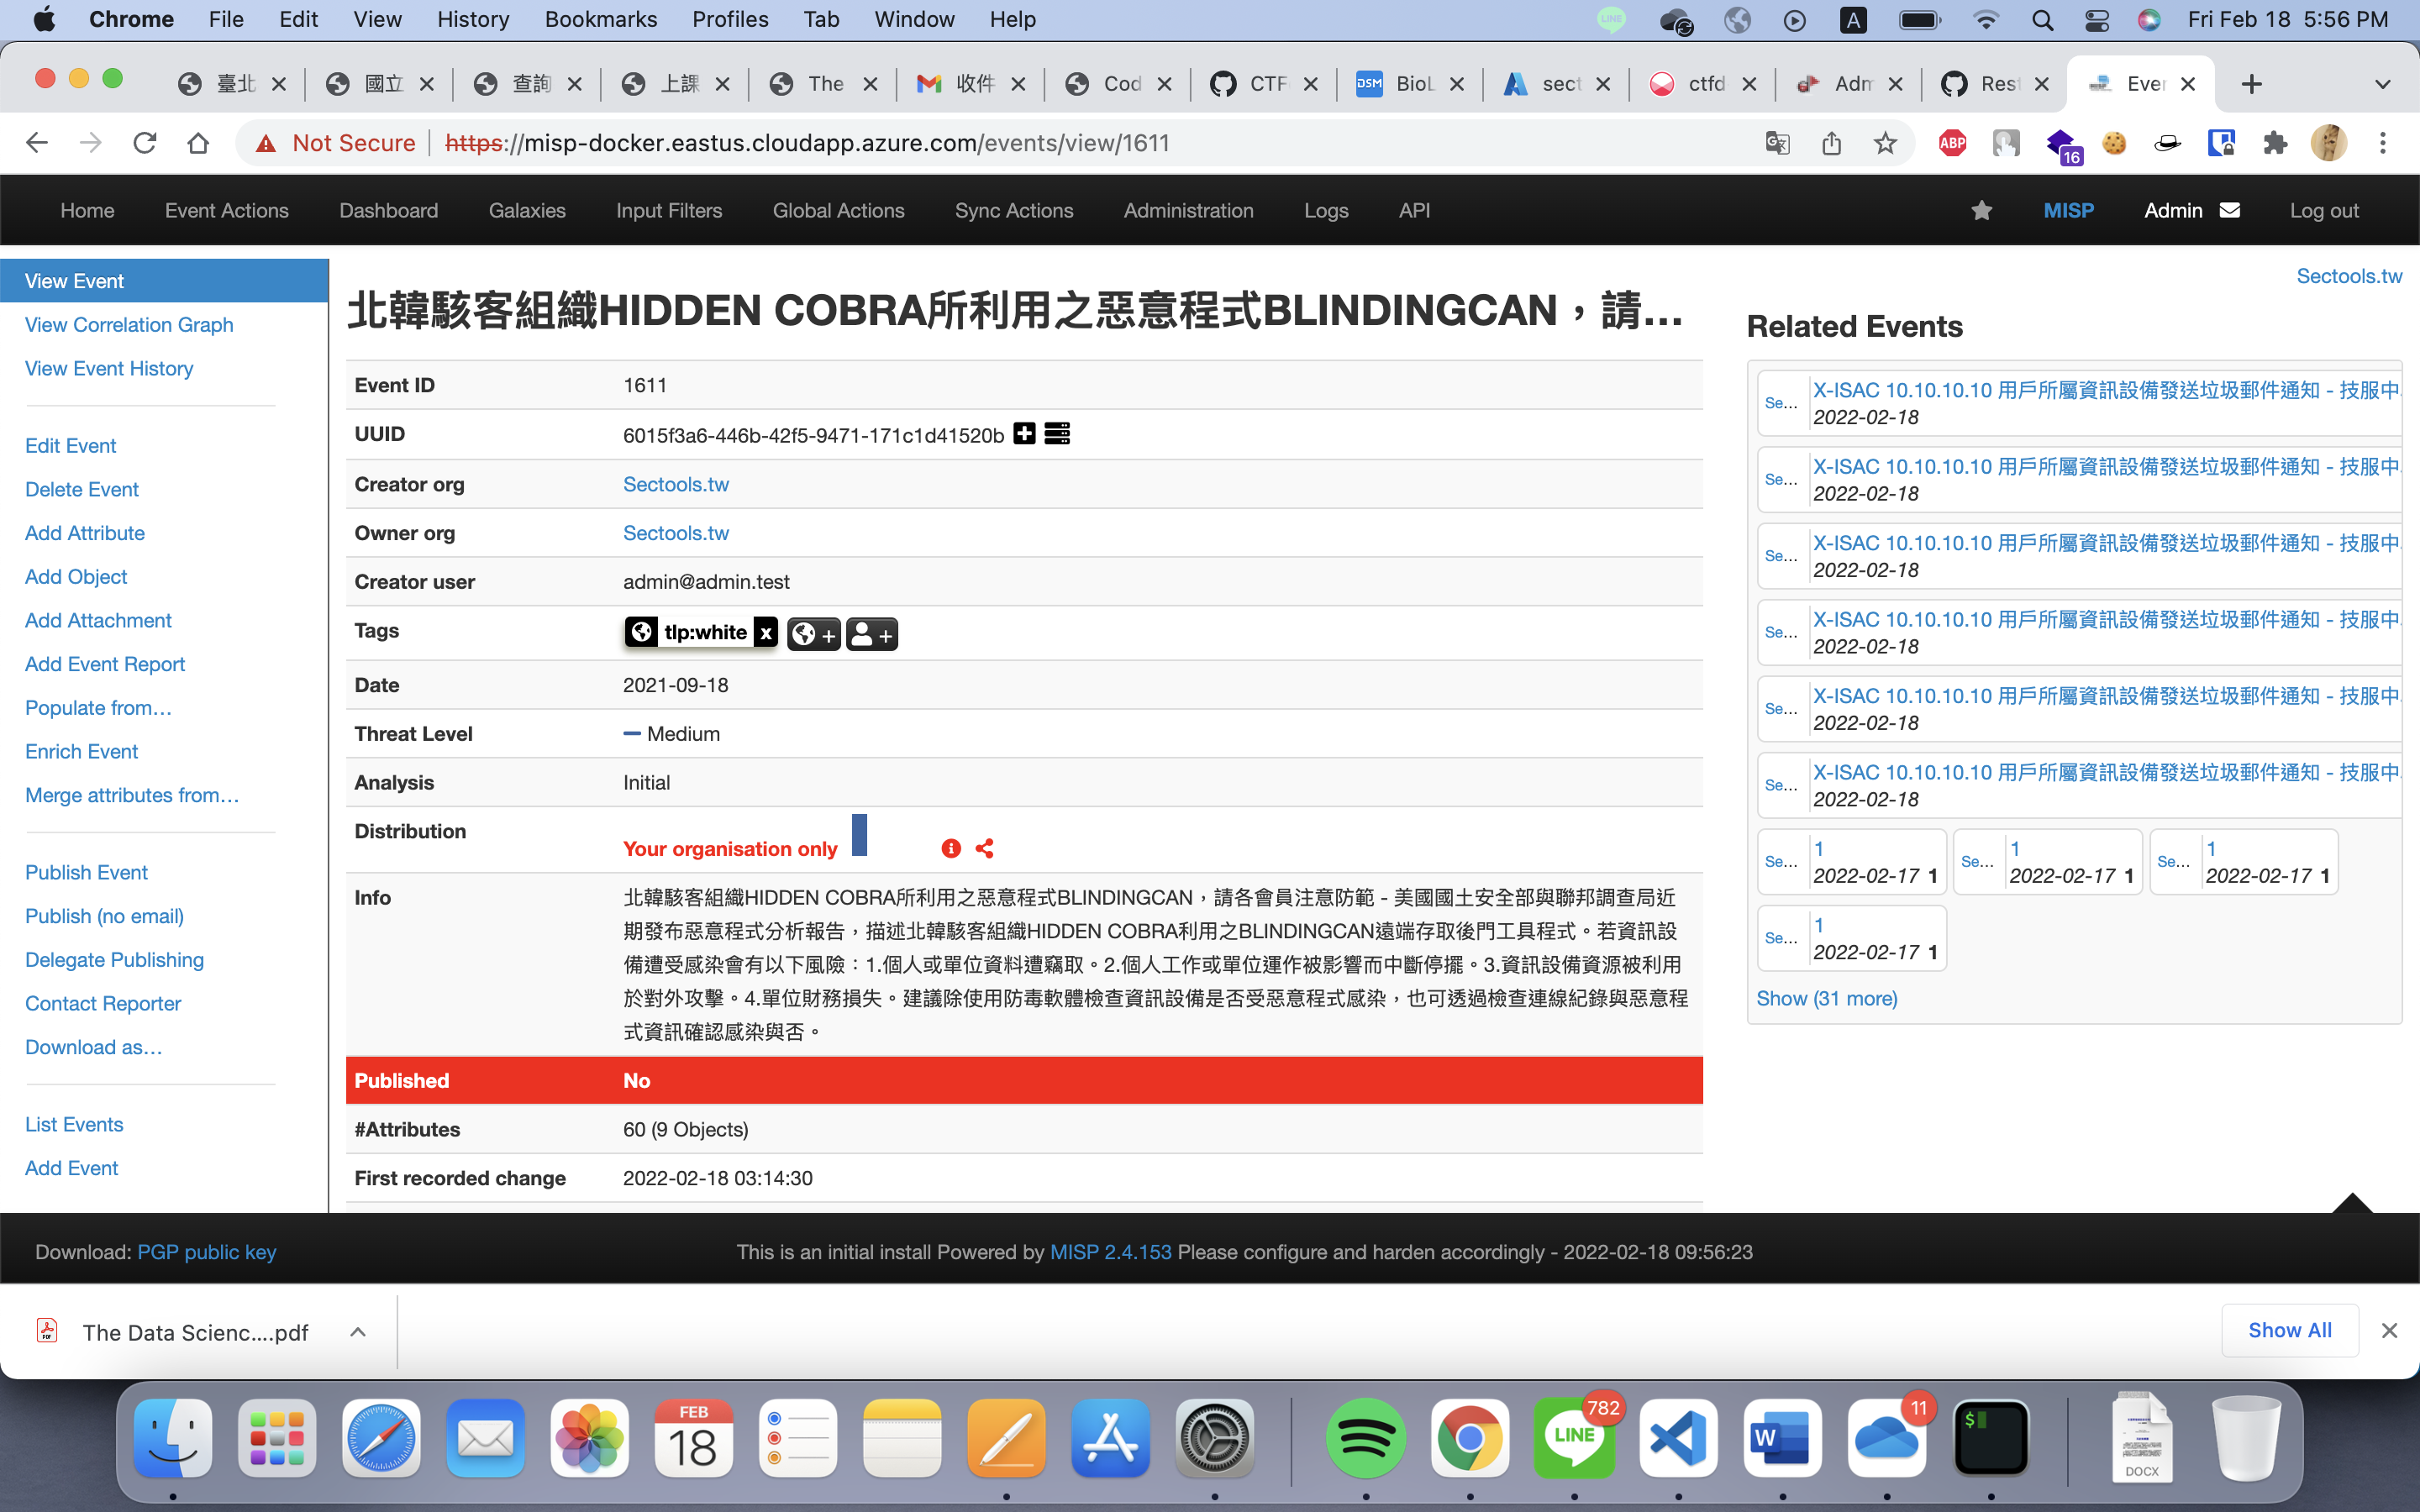 Chrome File Edit View History Bookmarks Profiles Tab Window Help
LINE A Fri Feb 18 5:56 PM
臺北 國立 查詢 上課 The 收件 Cod CTF DSM BioL sect ctfd Adm Rest Ever
Not Secure https://misp-docker.eastus.cloudapp.azure.com/events/view/1611
ABP 16
Home Event Actions Dashboard Galaxies Input Filters Global Actions Sync Actions Administration Logs API MISP Admin Log out
View Event
View Correlation Graph
View Event History
Edit Event
Delete Event
Add Attribute
Add Object
Add Attachment
Add Event Report
Populate from…
Enrich Event
Merge attributes from…
Publish Event
Publish (no email)
Delegate Publishing
Contact Reporter
Download as…
List Events
Add Event
北韓駭客組織HIDDEN COBRA所利用之惡意程式BLINDINGCAN，請...
Event ID 1611
UUID 6015f3a6-446b-42f5-9471-171c1d41520b
Creator org Sectools.tw
Owner org Sectools.tw
Creator user admin@admin.test
Tags tlp:white x + +
Date 2021-09-18
Threat Level Medium
Analysis Initial
Distribution Your organisation only
Info 北韓駭客組織HIDDEN COBRA所利用之惡意程式BLINDINGCAN，請各會員注意防範 - 美國國土安全部與聯邦調查局近
期發布惡意程式分析報告，描述北韓駭客組織HIDDEN COBRA利用之BLINDINGCAN遠端存取後門工具程式。若資訊設
備遭受感染會有以下風險：1.個人或單位資料遭竊取。2.個人工作或單位運作被影響而中斷停擺。3.資訊設備資源被利用
於對外攻擊。4.單位財務損失。建議除使用防毒軟體檢查資訊設備是否受惡意程式感染，也可透過檢查連線紀錄與惡意程
式資訊確認感染與否。
Published No
#Attributes 60 (9 Objects)
First recorded change 2022-02-18 03:14:30
Sectools.tw
Related Events
Se... X-ISAC 10.10.10.10 用戶所屬資訊設備發送垃圾郵件通知 - 技服中
2022-02-18
Se... X-ISAC 10.10.10.10 用戶所屬資訊設備發送垃圾郵件通知 - 技服中
2022-02-18
Se... X-ISAC 10.10.10.10 用戶所屬資訊設備發送垃圾郵件通知 - 技服中
2022-02-18
Se... X-ISAC 10.10.10.10 用戶所屬資訊設備發送垃圾郵件通知 - 技服中
2022-02-18
Se... X-ISAC 10.10.10.10 用戶所屬資訊設備發送垃圾郵件通知 - 技服中
2022-02-18
Se... X-ISAC 10.10.10.10 用戶所屬資訊設備發送垃圾郵件通知 - 技服中
2022-02-18
Se... 1
2022-02-17 1
Se... 1
2022-02-17 1
Se... 1
2022-02-17 1
Se... 1
2022-02-17 1
Show (31 more)
Download: PGP public key
This is an initial install Powered by MISP 2.4.153 Please configure and harden accordingly - 2022-02-18 09:56:23
The Data Scienc....pdf
Show All
FEB
18
LINE
782
W
11
$
DOCX